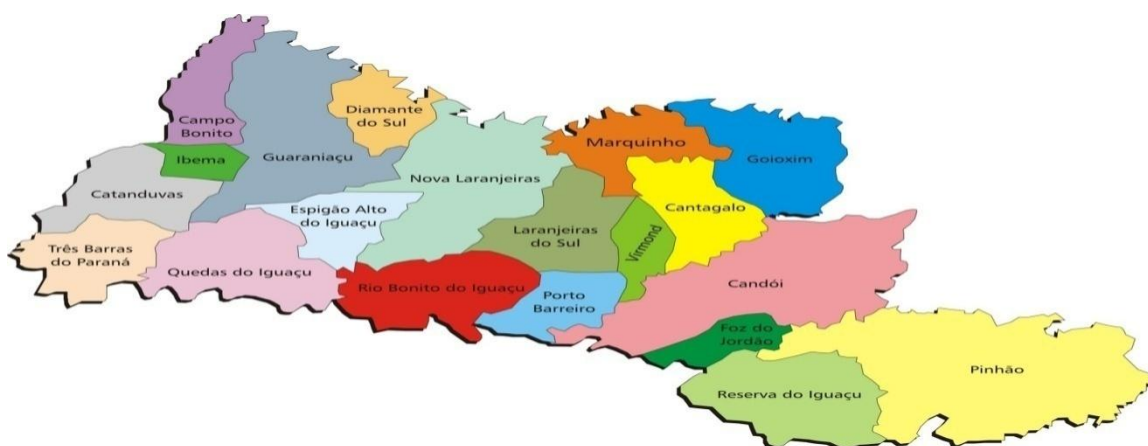 Campo
Bonito
Diamante
do Sul
Marquinho
Goioxim
Ibema
Guaraniaçu
Nova Laranjeiras
Catanduvas
Cantagalo
Espigão Alto
do Iguaçu
Laranjeiras
do Sul
Virmond
Três Barras
do Paraná
Quedas do Iguaçu
Rio Bonito do Iguaçu
Porto
Barreiro
Candói
Foz do
Jordão
Pinhão
Reserva do Iguaçu